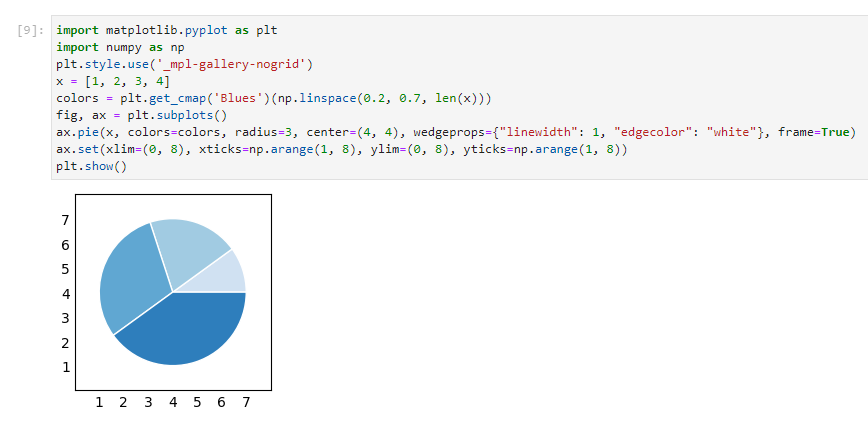 [9]: import matplotlib.pyplot as plt
import numpy as np
plt.style.use('_mpl-gallery-nogrid')
x = [1, 2, 3, 4]
colors = plt.get_cmap('Blues')(np.linspace(0.2, 0.7, len(x)))
fig, ax = plt.subplots()
ax.pie(x, colors=colors, radius=3, center=(4, 4), wedgeprops={"linewidth": 1, "edgecolor": "white"}, frame=True)
ax.set(xlim=(0, 8), xticks=np.arange(1, 8), ylim=(0, 8), yticks=np.arange(1, 8))
plt.show()
7
6
5
4
3
2
1
1 2 3 4 5 6 7